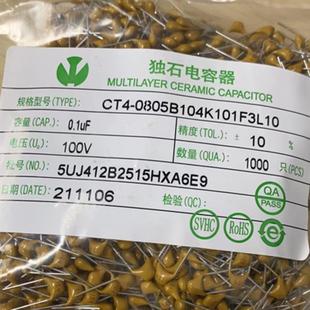 独石电容器
MULTILAYER CERAMIC CAPACITOR
规格型号(TYPE): CT4-0805B104K101F3L10
容量(CAP.): 0.1uF 精度(TOL.): ± 10 %
电压(U₀): 100V 数量(QUA.): 1000 只(PCS)
批号(NO.): 5UJ412B2515HXA6E9
日期(DATE): 211106 检验(QC):
QA
PASS
SVHC
RoHS
e